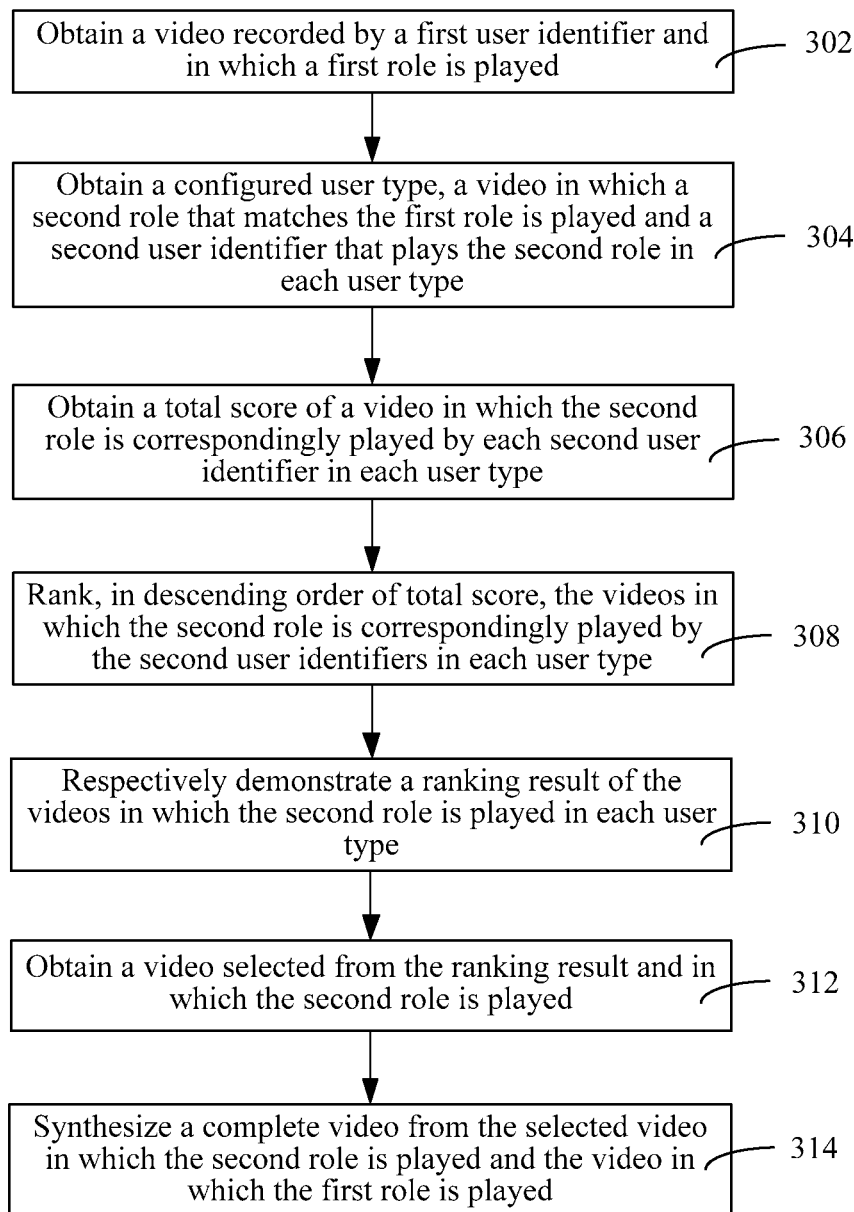 Obtain a video recorded by a first user identifier and
in which a first role is played
302
Obtain a configured user type, a video in which a
second role that matches the first role is played and a
second user identifier that plays the second role in
each user type
304
Obtain a total score of a video in which the second
role is correspondingly played by each second user
identifier in each user type
306
Rank, in descending order of total score, the videos in
which the second role is correspondingly played by
the second user identifiers in each user type
308
Respectively demonstrate a ranking result of the
videos in which the second role is played in each user
type
310
Obtain a video selected from the ranking result and in
which the second role is played
312
Synthesize a complete video from the selected video
in which the second role is played and the video in
which the first role is played
314